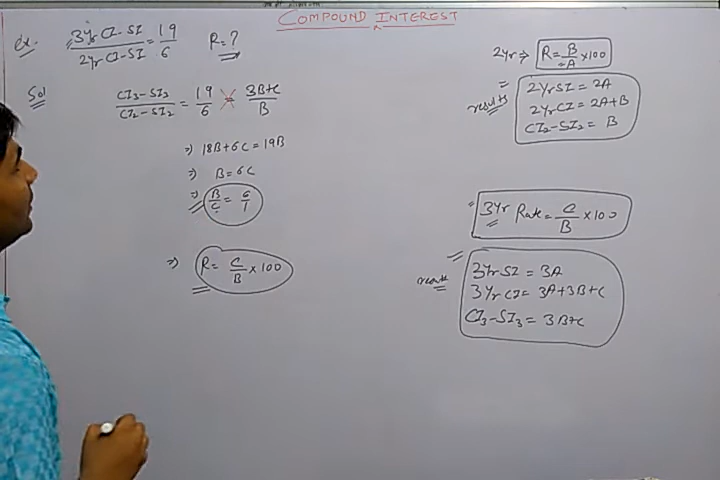 COMPOUND INTEREST
Ex. 3Yr CI-SI / 2Yr CI-SI = 19/6 R=?
Sol CI₃-SI₃ / CI₂-SI₂ = 19/6 = 3B+C / B
⇒ 18B+6C=19B
⇒ B=6C
⇒ B/C = 6/1
⇒ R= C/B ×100
2Yr ⇒ R= B/A ×100
results
2Yr SI = 2A
2Yr CI = 2A+B
CI₂-SI₂ = B
3Yr Rate= C/B ×100
3Yr SI = 3A
3Yr CI= 3A+3B+C
CI₃-SI₃ = 3B+C